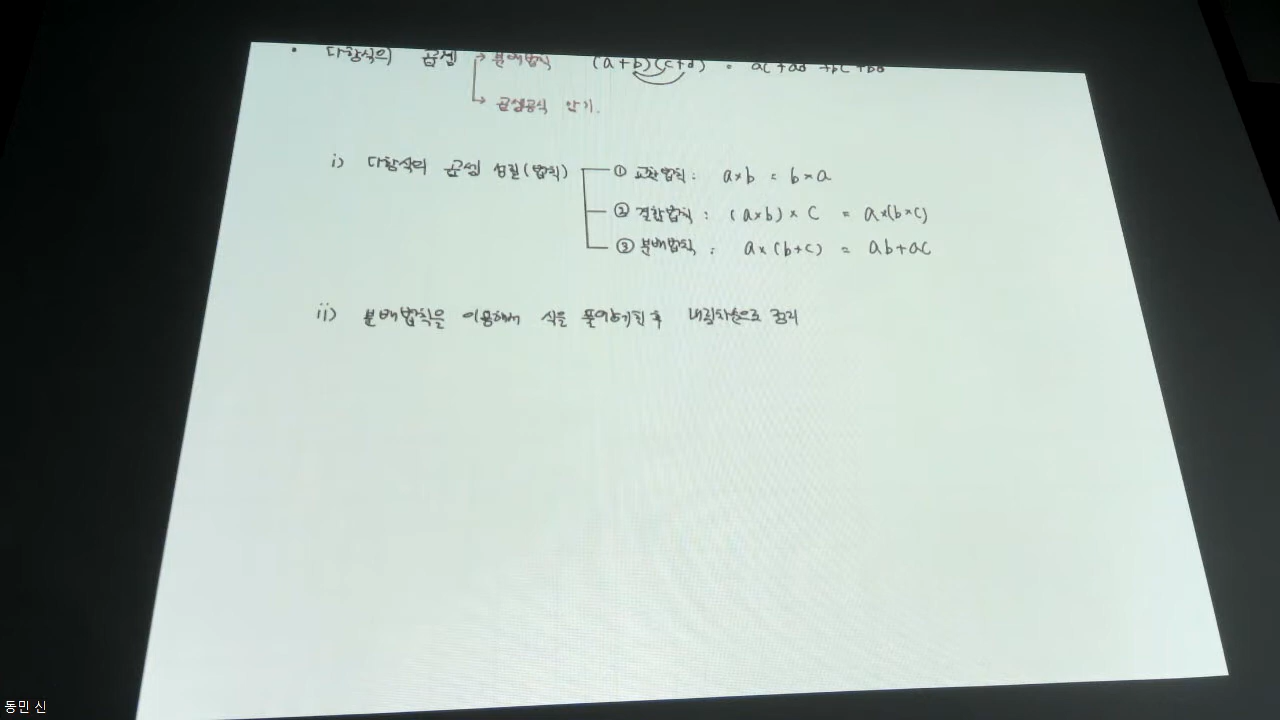 • 다항식의 곱셈 → 분배법칙 (a+b)(c+d) = ac+ad+bc+bd
→ 곱셈공식 암기.
i) 다항식의 곱셈 성질(법칙) ① 교환법칙 : a×b = b×a
② 결합법칙 : (a×b)×c = a×(b×c)
③ 분배법칙 : a×(b+c) = ab+ac
ii) 분배법칙을 이용해 식을 풀어헤친 후 내림차순으로 정리
동민 신